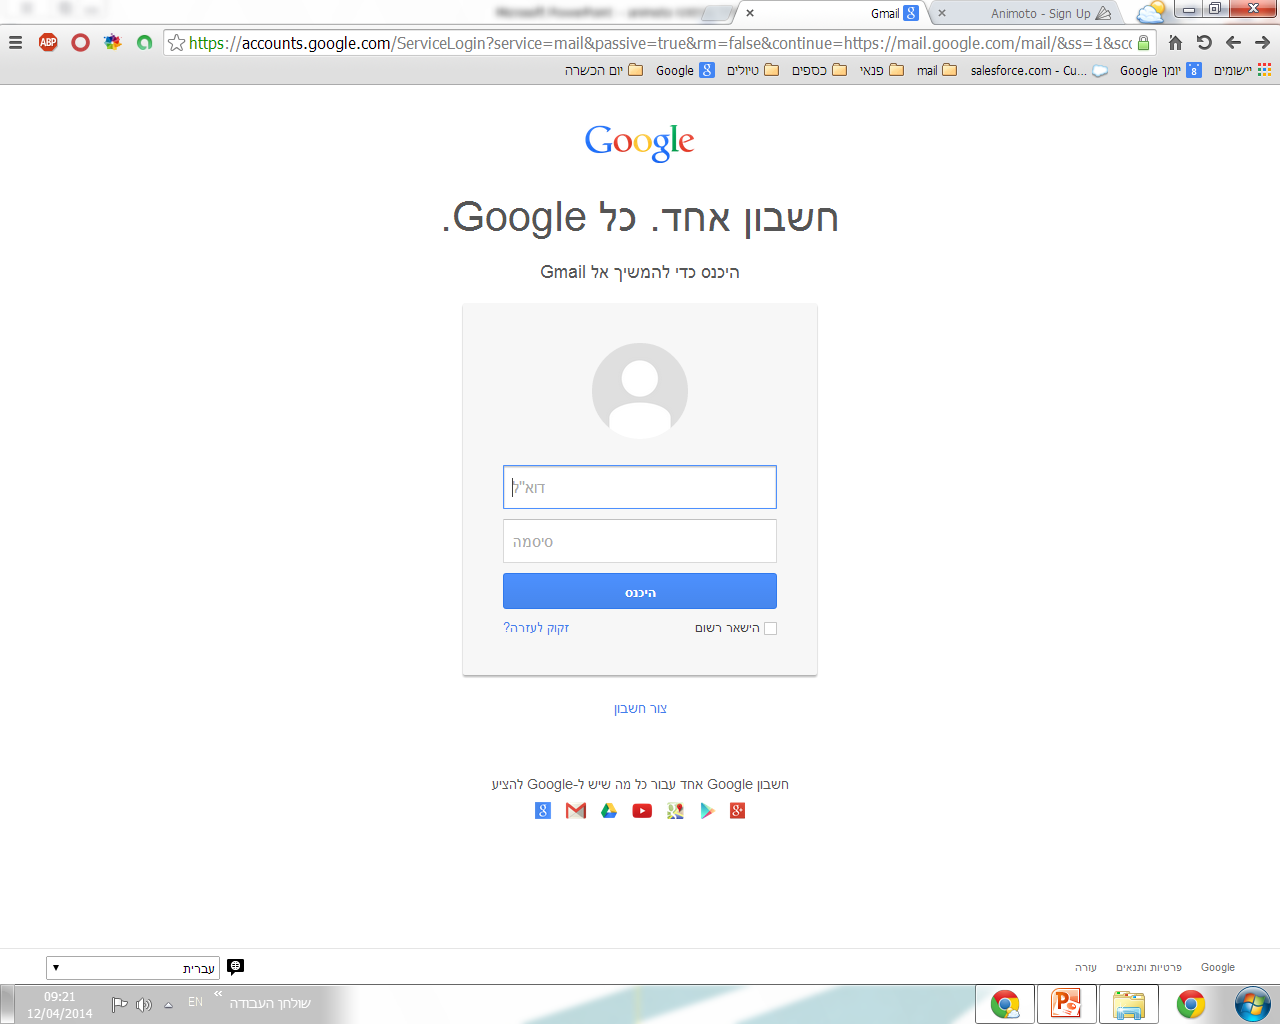 Animoto - Sign Up
Gmail
https://accounts.google.com/ServiceLogin?service=mail&passive=true&rm=false&continue=https://mail.google.com/mail/&ss=1&scc
יישומים
יומן Google
salesforce.com - Cu...
mail
פנאי
כספים
טיולים
Google
יום הכשרה
Google
חשבון אחד. כל Google.
היכנס כדי להמשיך אל Gmail
דוא"ל
סיסמה
היכנס
הישאר רשום
זקוק לעזרה?
צור חשבון
חשבון Google אחד עבור כל מה שיש ל-Google להציע
Google
פרטיות ותנאים
עזרה
עברית
שולחן העבודה
EN
09:21
12/04/2014